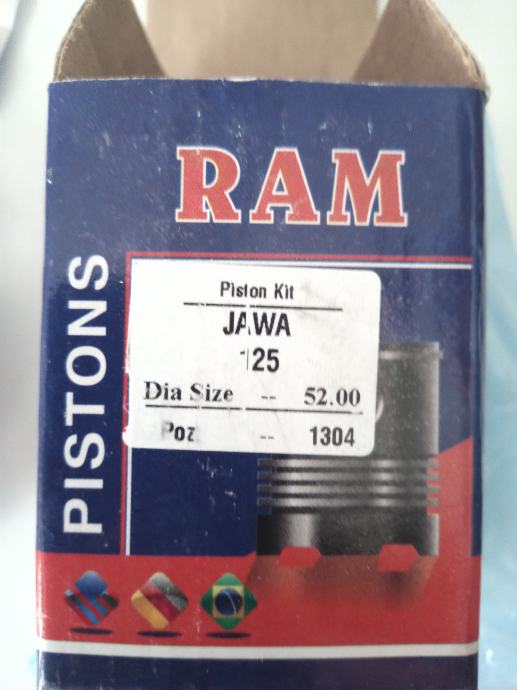 RAM
PISTONS
Piston Kit
JAWA
125
Dia Size -- 52.00
Poz -- 1304